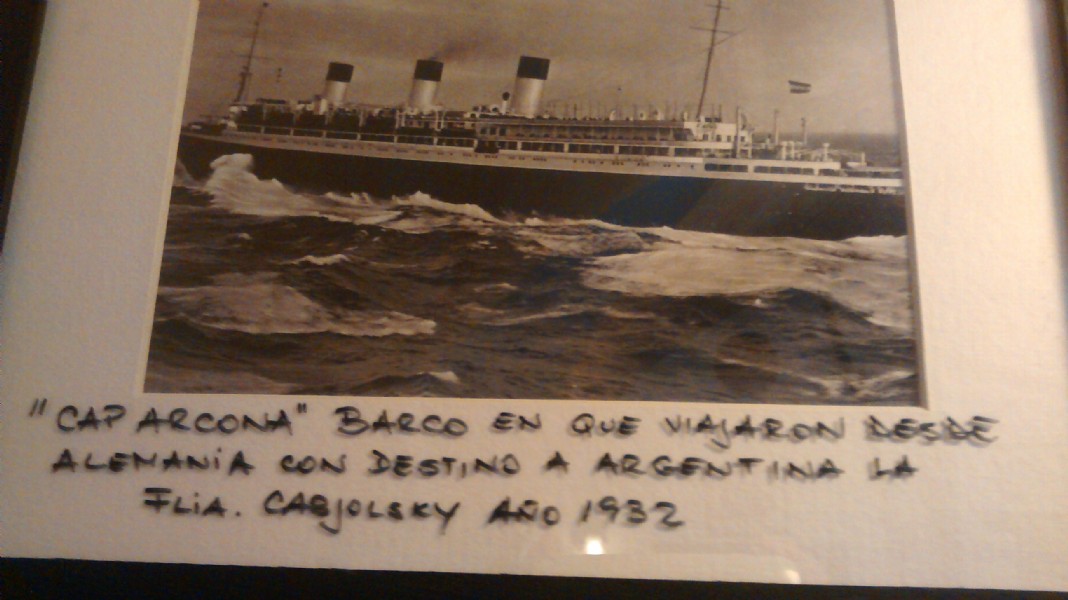 "CAP ARCONA" BARCO EN QUE VIAJARON DESDE
ALEMANiA CON DESTINO A ARGENTINA LA
FLiA. CABJOLSKY AÑO 1932